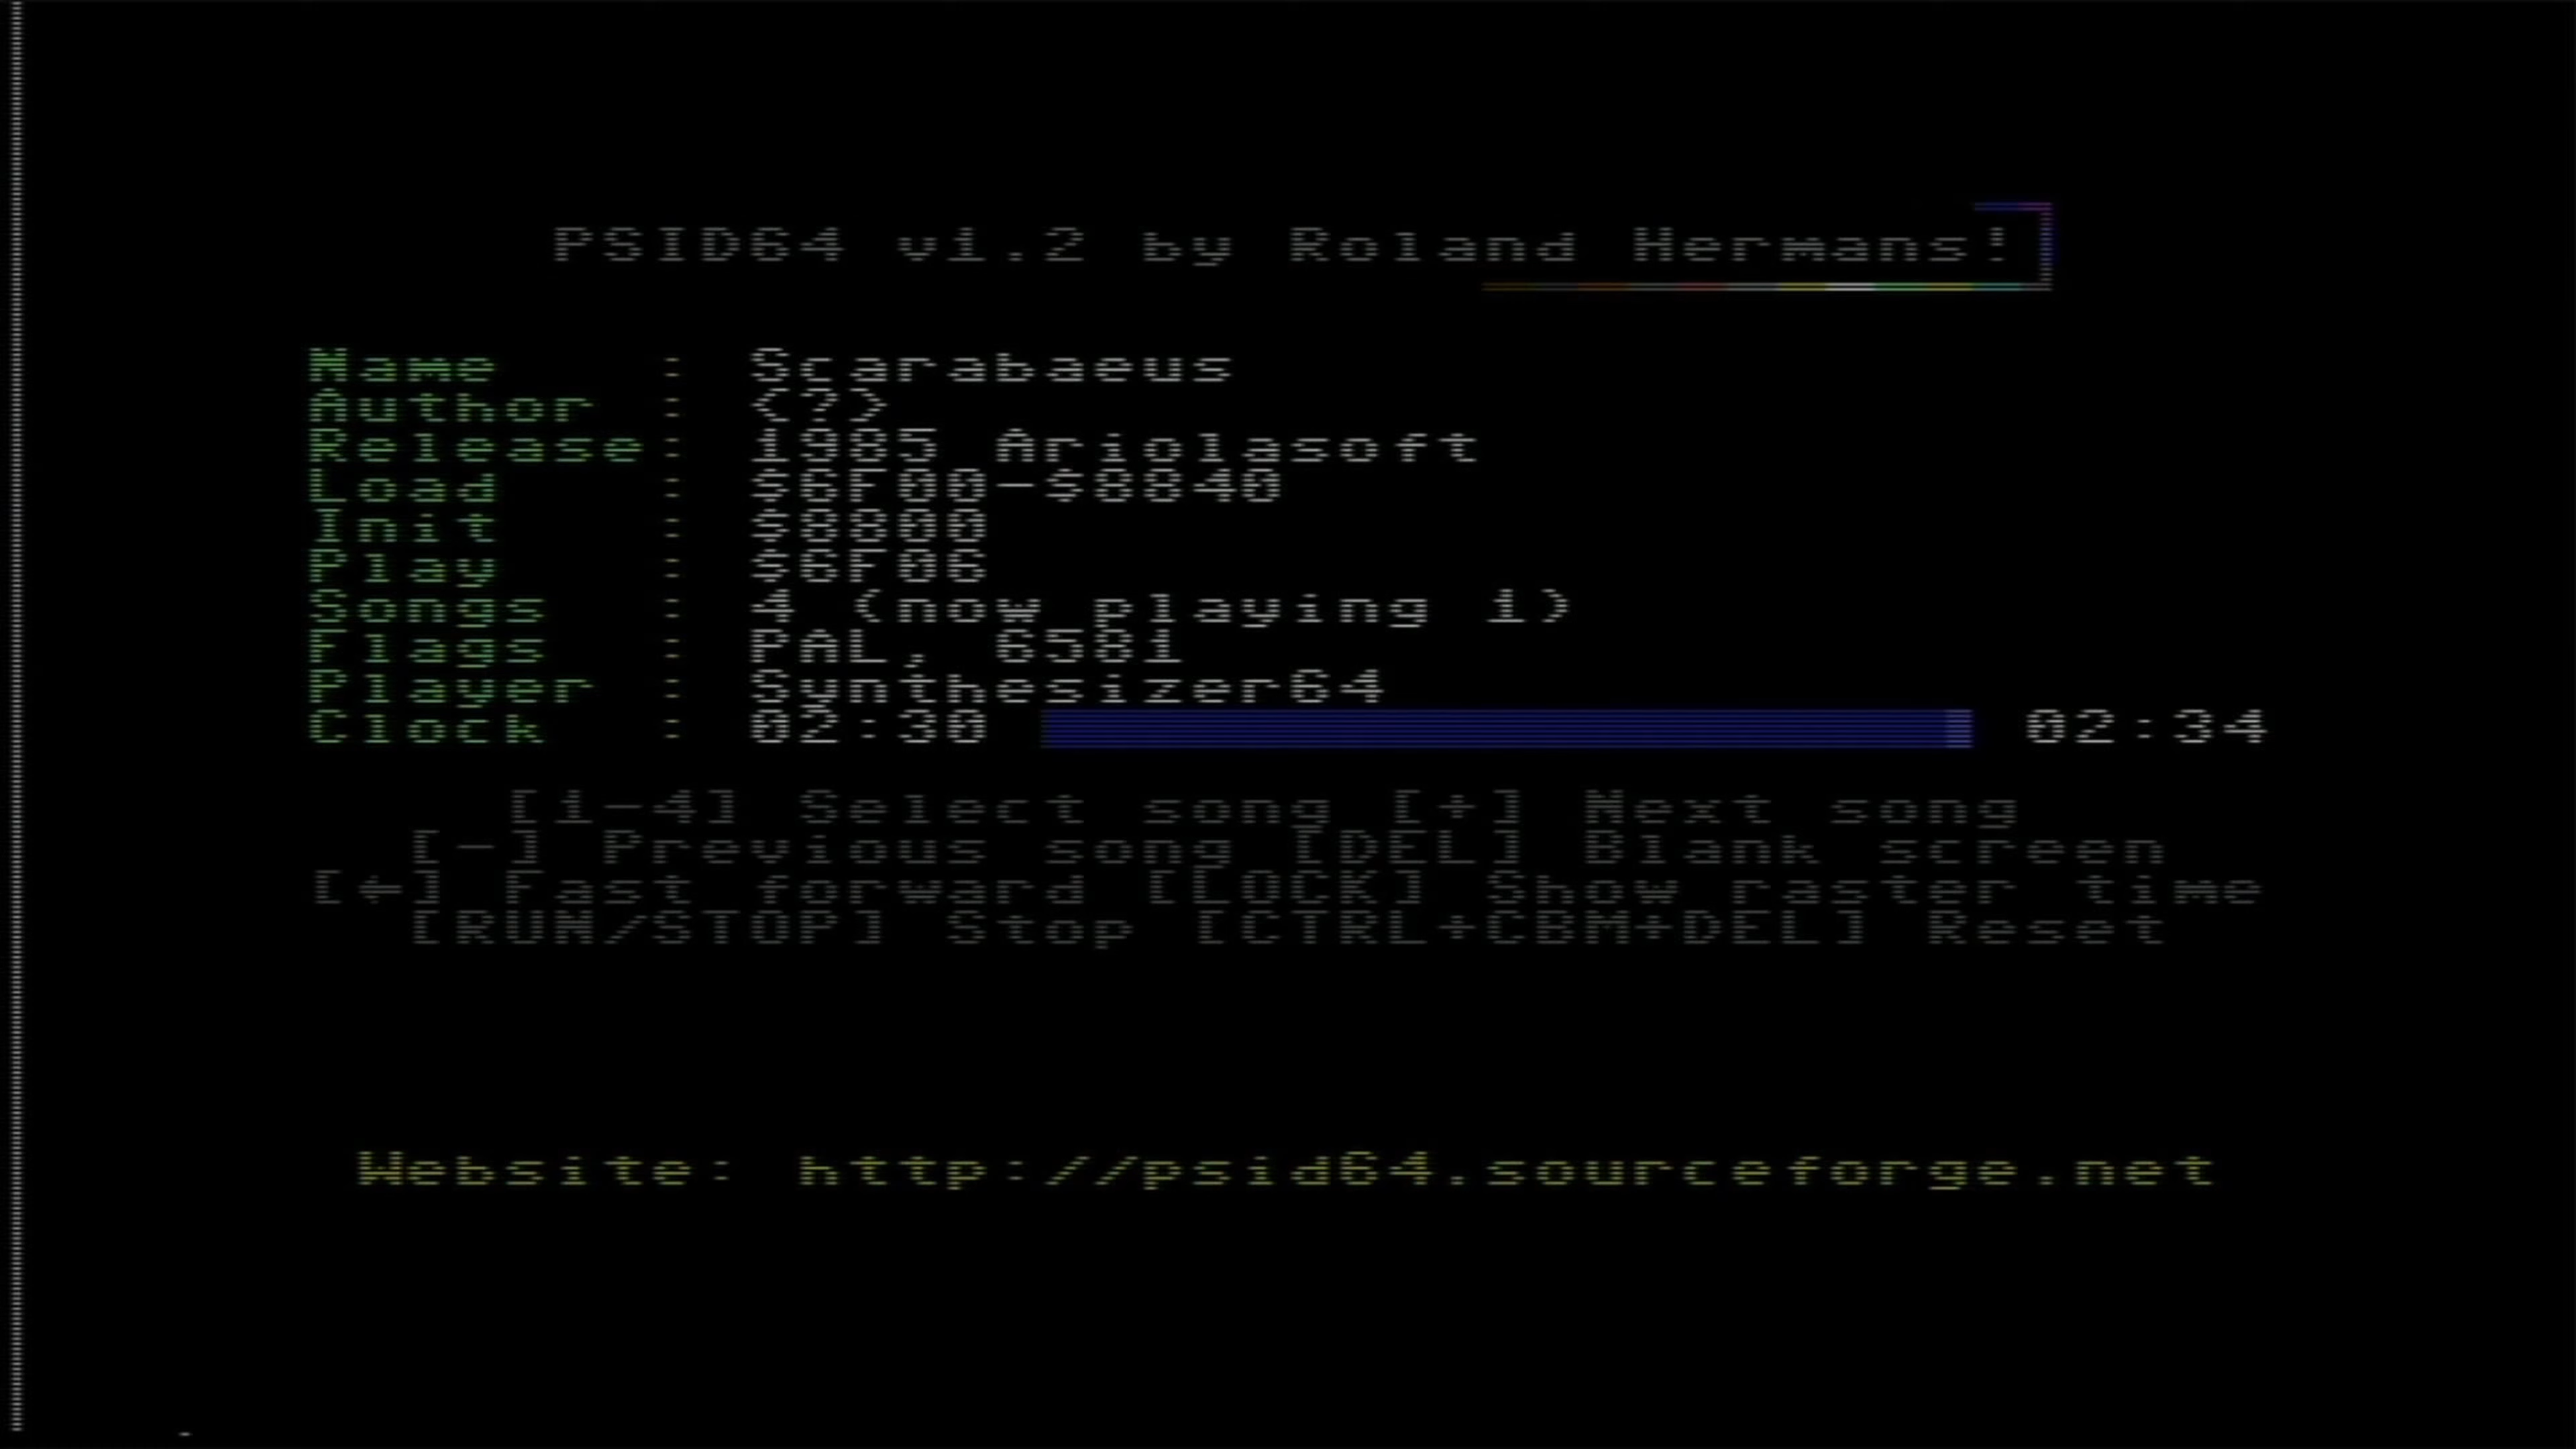 PSID64 v1.2 by Roland Hermans!
Name : Scarabaeus
Author : <?>
Release : 1985 Ariolasoft
Load : $6F00-$8840
Init : $8800
Play : $6F06
Songs : 4 (now playing 1)
Flags : PAL, 6581
Player : Synthesizer64
Clock : 02:30 02:34
[1-4] Select song [+] Next song
[-] Previous song [DEL] Blank screen
[←] Fast forward [LOCK] Show raster time
[RUN/STOP] Stop [CTRL+CBM+DEL] Reset
Website: http://psid64.sourceforge.net